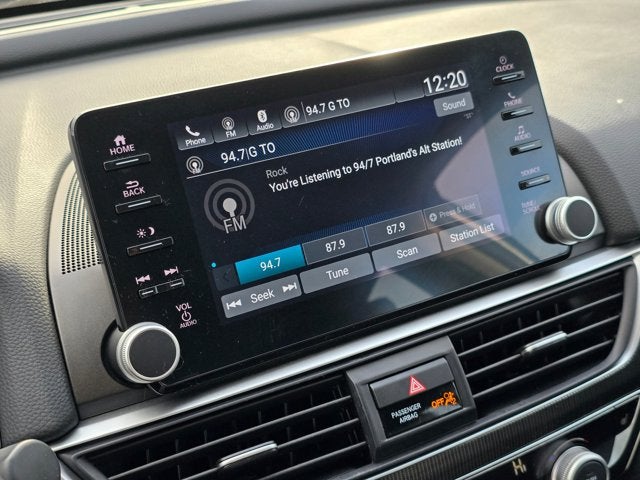 12:20
CLOCK
HOME
Phone FM Audio 94.7 G TO
Sound
PHONE
94.7|G TO
AUDIO
BACK
Rock
You're Listening to 94/7 Portland's Alt Station!
FM
SOURCE
94.7 87.9 87.9 Press & Hold
TUNE/
SCROLL
Seek Tune Scan Station List
VOL
AUDIO
PASSENGER
AIRBAG
OFF